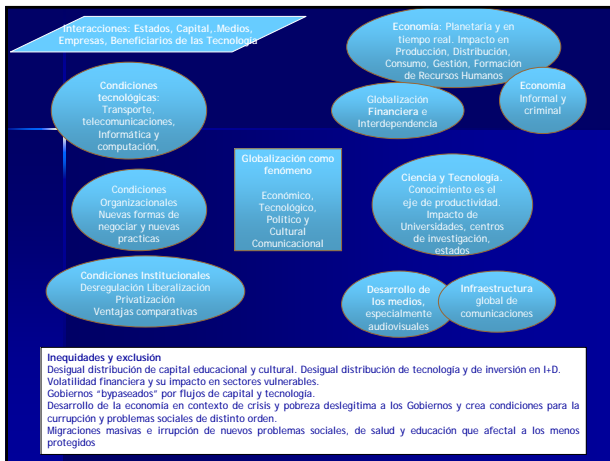 Interacciones: Estados, Capital,.Medios,
Empresas, Beneficiarios de las Tecnología
Economía: Planetaria y en
tiempo real. Impacto en
Producción, Distribución,
Consumo, Gestión, Formación
de Recursos Humanos
Economía
Informal y
criminal
Globalización
Financiera e
Interdependencia
Condiciones
tecnológicas:
Transporte,
telecomunicaciones,
Informática y
computación,
Globalización como
fenómeno
Económico,
Tecnológico,
Político y
Cultural
Comunicacional
Ciencia y Tecnología.
Conocimiento es el
eje de productividad.
Impacto de
Universidades, centros
de investigación,
estados
Condiciones
Organizacionales
Nuevas formas de
negociar y nuevas
practicas
Condiciones Institucionales
Desregulación Liberalización
Privatización
Ventajas comparativas
Desarrollo de
los medios,
especialmente
audiovisuales
Infraestructura
global de
comunicaciones
Inequidades y exclusión
Desigual distribución de capital educacional y cultural. Desigual distribución de tecnología y de inversión en I+D.
Volatilidad financiera y su impacto en sectores vulnerables.
Gobiernos "bypaseados" por flujos de capital y tecnología.
Desarrollo de la economía en contexto de crisis y pobreza deslegitima a los Gobiernos y crea condiciones para la
currupción y problemas sociales de distinto orden.
Migraciones masivas e irrupción de nuevos problemas sociales, de salud y educación que afectal a los menos
protegidos